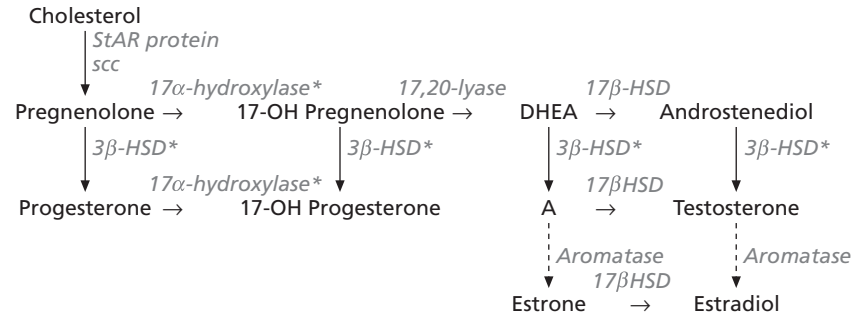 Cholesterol
StAR protein
scc
17α-hydroxylase* 17,20-lyase 17β-HSD
Pregnenolone → 17-OH Pregnenolone → DHEA → Androstenediol
3β-HSD* 3β-HSD* 3β-HSD* 3β-HSD*
17α-hydroxylase* 17βHSD
Progesterone → 17-OH Progesterone A → Testosterone
Aromatase Aromatase
17βHSD
Estrone → Estradiol